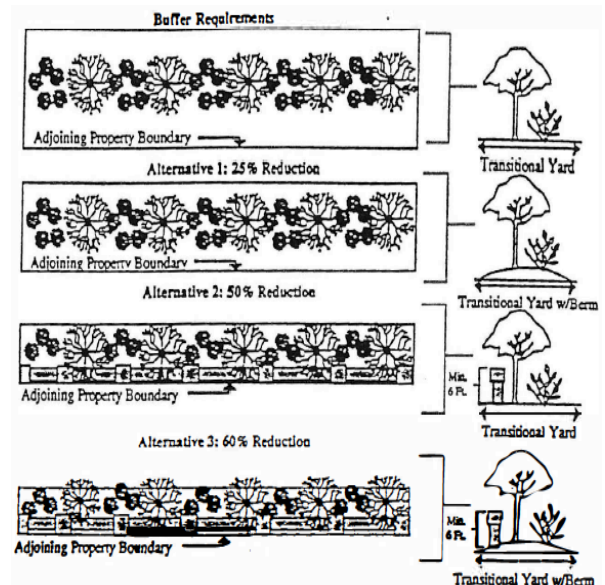 Buffer Requirements
Adjoining Property Boundary
Transitional Yard
Alternative 1: 25% Reduction
Adjoining Property Boundary
Transitional Yard w/Berm
Alternative 2: 50% Reduction
Min.
6 Ft.
Adjoining Property Boundary
Transitional Yard
Alternative 3: 60% Reduction
Min.
6 Ft.
Adjoining Property Boundary
Transitional Yard w/Berm